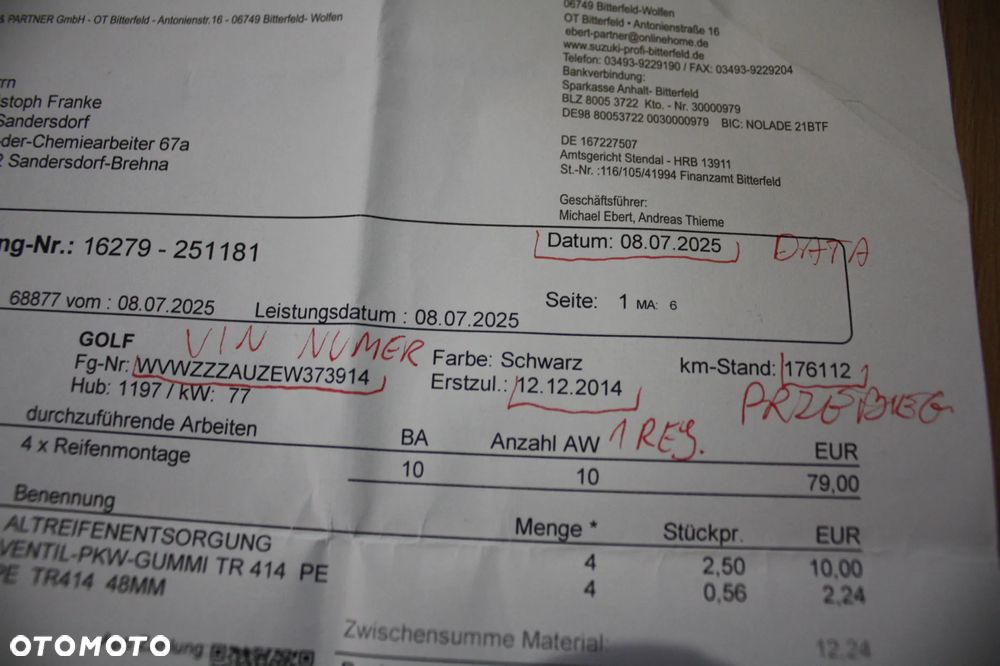 & PARTNER GmbH - OT Bitterfeld - Antonienstr.16 - 06749 Bitterfeld- Wolfen
06749 Bitterfeld-Wolfen
OT Bitterfeld • Antonienstraße 16
ebert-partner@onlinehome.de
www.suzuki-profi-bitterfeld.de
Telefon: 03493-9229190 / FAX: 03493-9229204
Bankverbindung:
Sparkasse Anhalt- Bitterfeld
BLZ 8005 3722 Kto. - Nr. 30000979
DE98 80053722 0030000979 BIC: NOLADE 21BTF
DE 167227507
Amtsgericht Stendal - HRB 13911
St.-Nr. :116/105/41994 Finanzamt Bitterfeld
Geschäftsführer:
Michael Ebert, Andreas Thieme
rrn
stoph Franke
Sandersdorf
-der-Chemiearbeiter 67a
2 Sandersdorf-Brehna
ng-Nr.: 16279 - 251181
Datum: 08.07.2025 DATA
68877 vom : 08.07.2025 Leistungsdatum : 08.07.2025
Seite: 1 MA: 6
GOLF VIN NUMER
Fg-Nr: WVWZZZAUZEW373914
Farbe: Schwarz
km-Stand: 176112
Hub: 1197 / kW: 77
Erstzul.: 12.12.2014
PRZEBIEG
1 REJ.
durchzuführende Arbeiten BA Anzahl AW EUR
4 x Reifenmontage 10 10 79,00
Benennung Menge * Stückpr. EUR
ALTREIFENENTSORGUNG 4 2,50 10,00
VENTIL-PKW-GUMMI TR 414 PE 4 0,56 2,24
PE TR414 48MM
Zwischensumme Material: 12,24
OTOMOTO